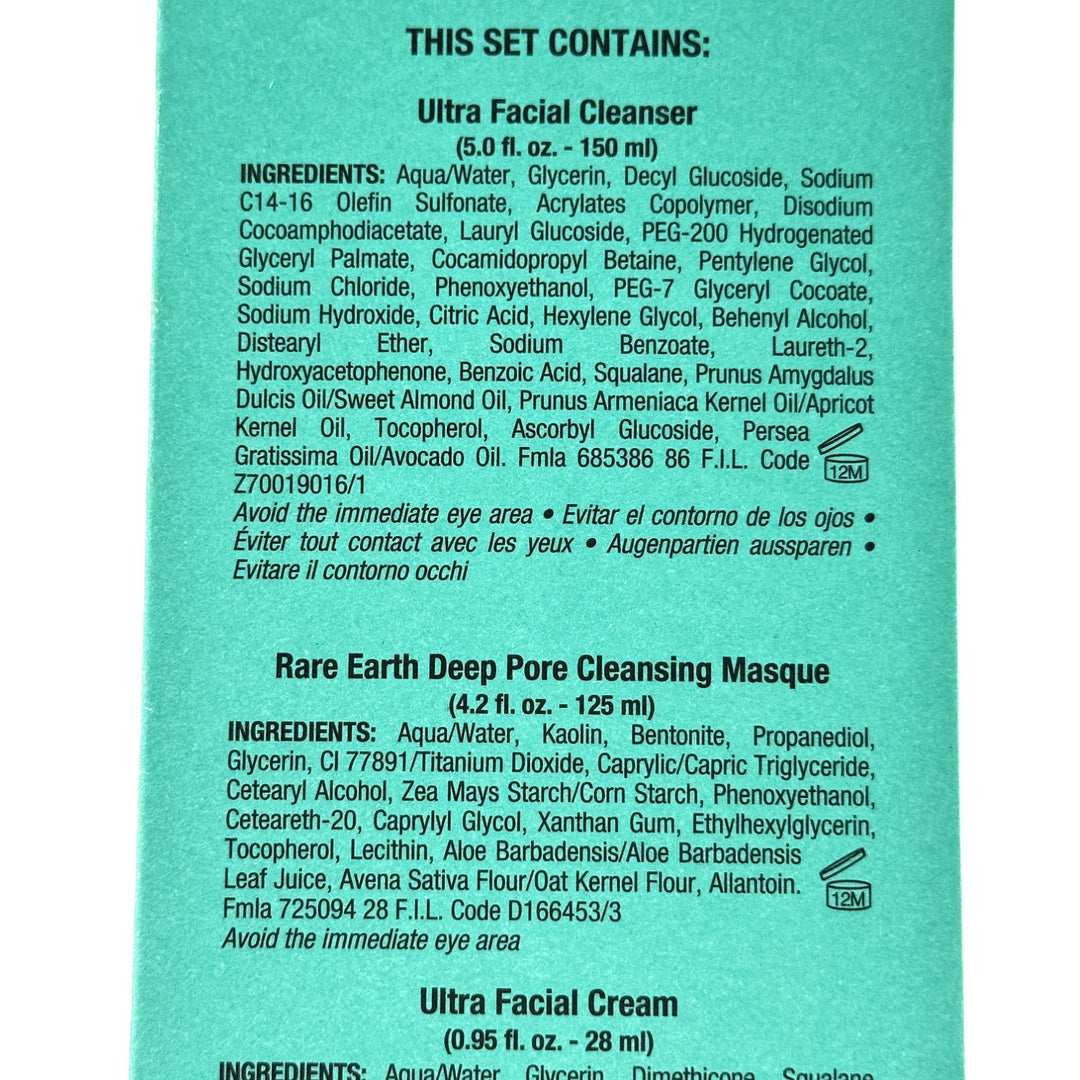 THIS SET CONTAINS:
Ultra Facial Cleanser
(5.0 fl. oz. - 150 ml)
INGREDIENTS: Aqua/Water, Glycerin, Decyl Glucoside, Sodium
C14-16 Olefin Sulfonate, Acrylates Copolymer, Disodium
Cocoamphodiacetate, Lauryl Glucoside, PEG-200 Hydrogenated
Glyceryl Palmate, Cocamidopropyl Betaine, Pentylene Glycol,
Sodium Chloride, Phenoxyethanol, PEG-7 Glyceryl Cocoate,
Sodium Hydroxide, Citric Acid, Hexylene Glycol, Behenyl Alcohol,
Distearyl Ether, Sodium Benzoate, Laureth-2,
Hydroxyacetophenone, Benzoic Acid, Squalane, Prunus Amygdalus
Dulcis Oil/Sweet Almond Oil, Prunus Armeniaca Kernel Oil/Apricot
Kernel Oil, Tocopherol, Ascorbyl Glucoside, Persea
Gratissima Oil/Avocado Oil. Fmla 685386 86 F.I.L. Code
12M
Z70019016/1
Avoid the immediate eye area • Evitar el contorno de los ojos •
Éviter tout contact avec les yeux • Augenpartien aussparen •
Evitare il contorno occhi
Rare Earth Deep Pore Cleansing Masque
(4.2 fl. oz. - 125 ml)
INGREDIENTS: Aqua/Water, Kaolin, Bentonite, Propanediol,
Glycerin, CI 77891/Titanium Dioxide, Caprylic/Capric Triglyceride,
Cetearyl Alcohol, Zea Mays Starch/Corn Starch, Phenoxyethanol,
Ceteareth-20, Caprylyl Glycol, Xanthan Gum, Ethylhexylglycerin,
Tocopherol, Lecithin, Aloe Barbadensis/Aloe Barbadensis
Leaf Juice, Avena Sativa Flour/Oat Kernel Flour, Allantoin.
12M
Fmla 725094 28 F.I.L. Code D166453/3
Avoid the immediate eye area
Ultra Facial Cream
(0.95 fl. oz. - 28 ml)
INGREDIENTS: Aqua/Water, Glycerin, Dimethicone, Squalane